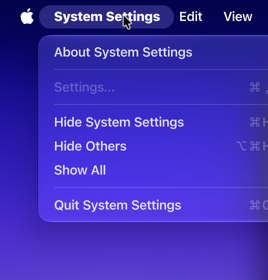 System Settings Edit View
About System Settings
Settings... ⌘ ,
Hide System Settings ⌘H
Hide Others ⌥⌘H
Show All
Quit System Settings ⌘